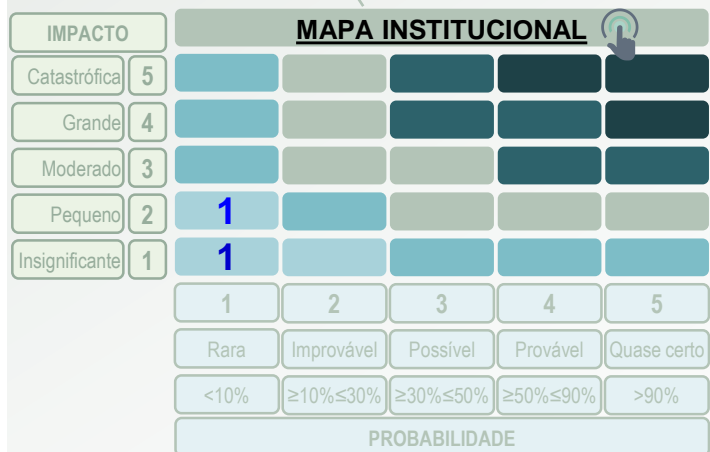 IMPACTO MAPA INSTITUCIONAL
Catastrófica 5
Grande 4
Moderado 3
Pequeno 2 1
Insignificante 1 1
1 2 3 4 5
Rara Improvável Possível Provável Quase certo
<10% ≥10%≤30% ≥30%≤50% ≥50%≤90% >90%
PROBABILIDADE